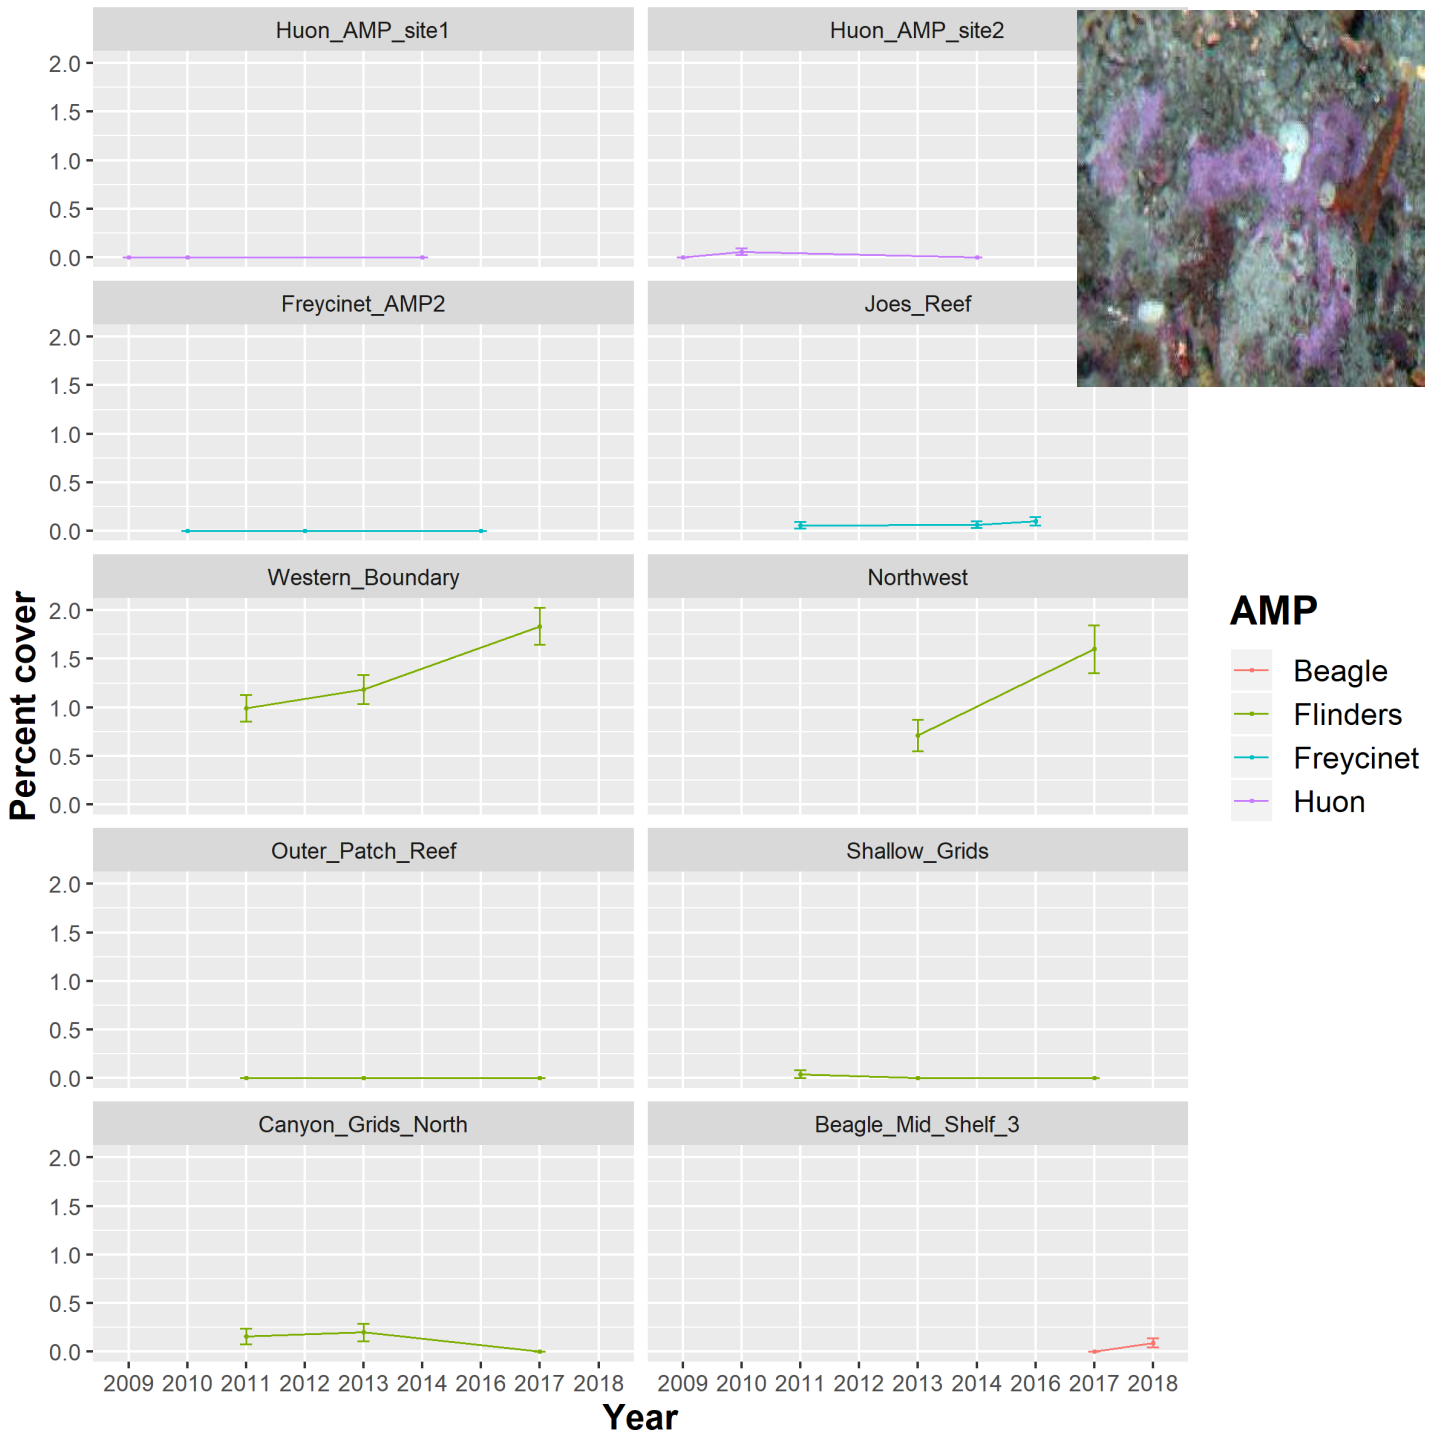 Huon_AMP_site1
Huon_AMP_site2
2.0
1.5
1.0
0.5
0.0
Freycinet_AMP2
Joes_Reef
2.0
1.5
1.0
0.5
0.0
Western_Boundary
Northwest
2.0
1.5
1.0
0.5
0.0
Outer_Patch_Reef
Shallow_Grids
2.0
1.5
1.0
0.5
0.0
Canyon_Grids_North
Beagle_Mid_Shelf_3
2.0
1.5
1.0
0.5
0.0
2009 2010 2011 2012 2013 2014 2016 2017 2018
2009 2010 2011 2012 2013 2014 2016 2017 2018
Year
Percent cover
AMP
Beagle
Flinders
Freycinet
Huon